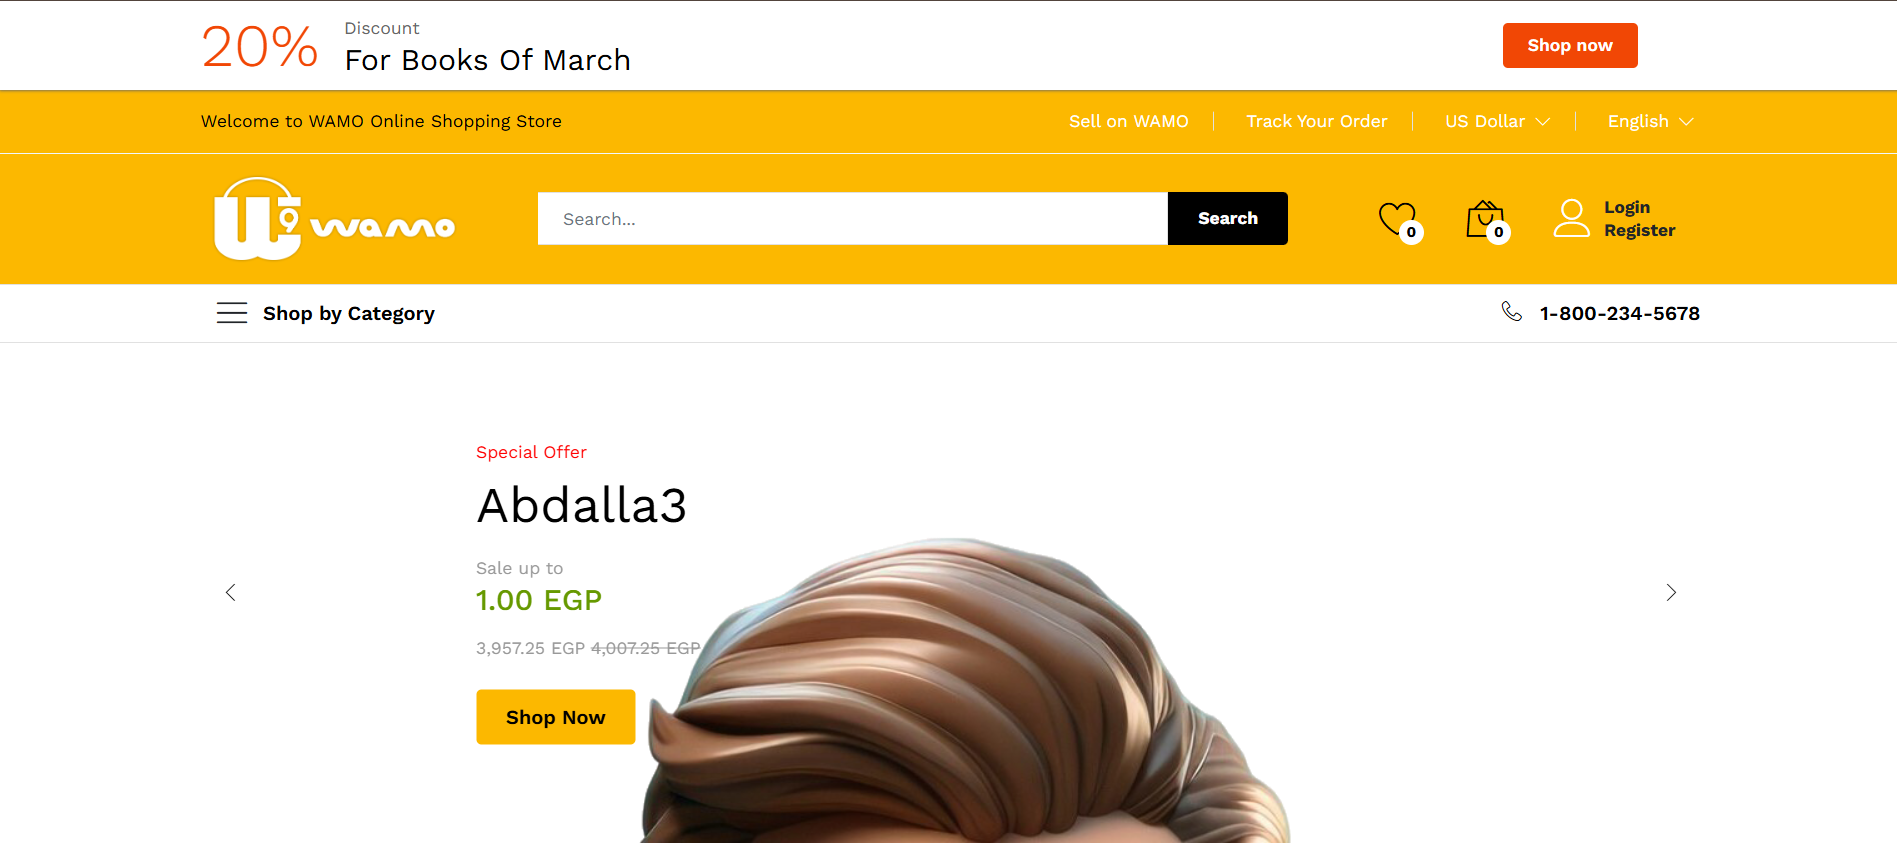 20%
Discount
For Books Of March
Shop now
Welcome to WAMO Online Shopping Store
Sell on WAMO
Track Your Order
US Dollar
English
wamo
Search...
Search
0
0
Login
Register
Shop by Category
1-800-234-5678
Special Offer
Abdalla3
Sale up to
1.00 EGP
3,957.25 EGP 4,007.25 EGP
Shop Now